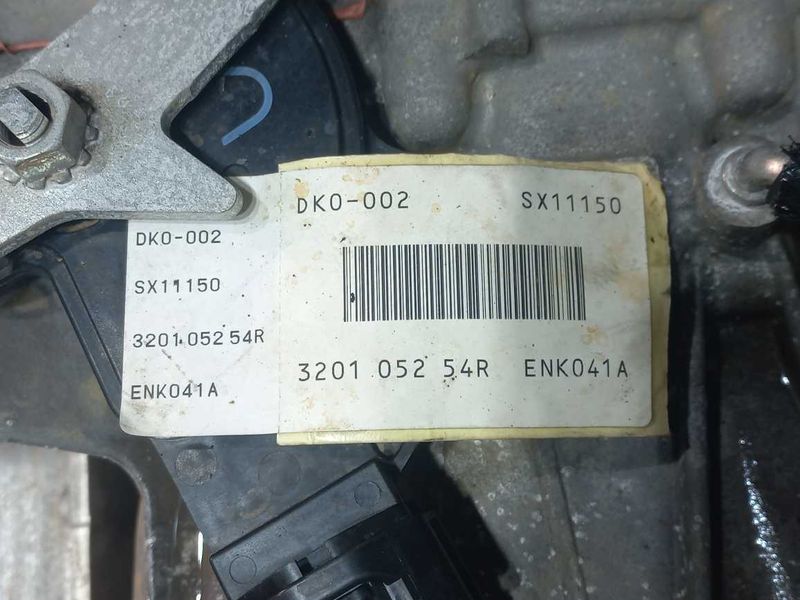 DK0-002
SX11150
3201 052 54R
ENK041A
DK0-002 SX11150
3201 052 54R ENK041A